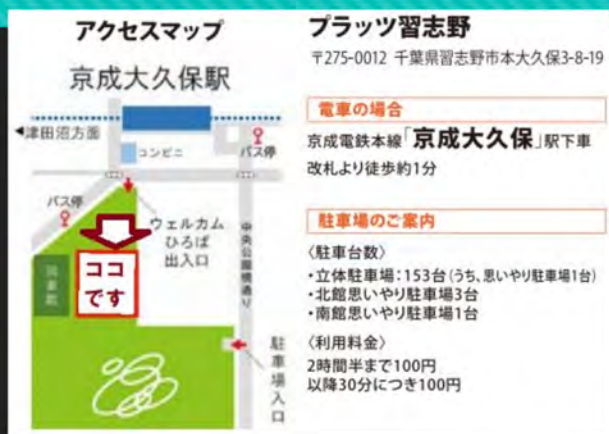 アクセスマップ
京成大久保駅
◀津田沼方面
コンビニ
バス停
バス停
ウェルカム
ひろば
出入口
中央公園横通り
図書館
ココ
です
駐車場入口
プラッツ習志野
〒275-0012 千葉県習志野市本大久保3-8-19
電車の場合
京成電鉄本線「京成大久保」駅下車
改札より徒歩約1分
駐車場のご案内
〈駐車台数〉
・立体駐車場:153台(うち、思いやり駐車場1台)
・北館思いやり駐車場3台
・南館思いやり駐車場1台
〈利用料金〉
2時間半まで100円
以降30分につき100円